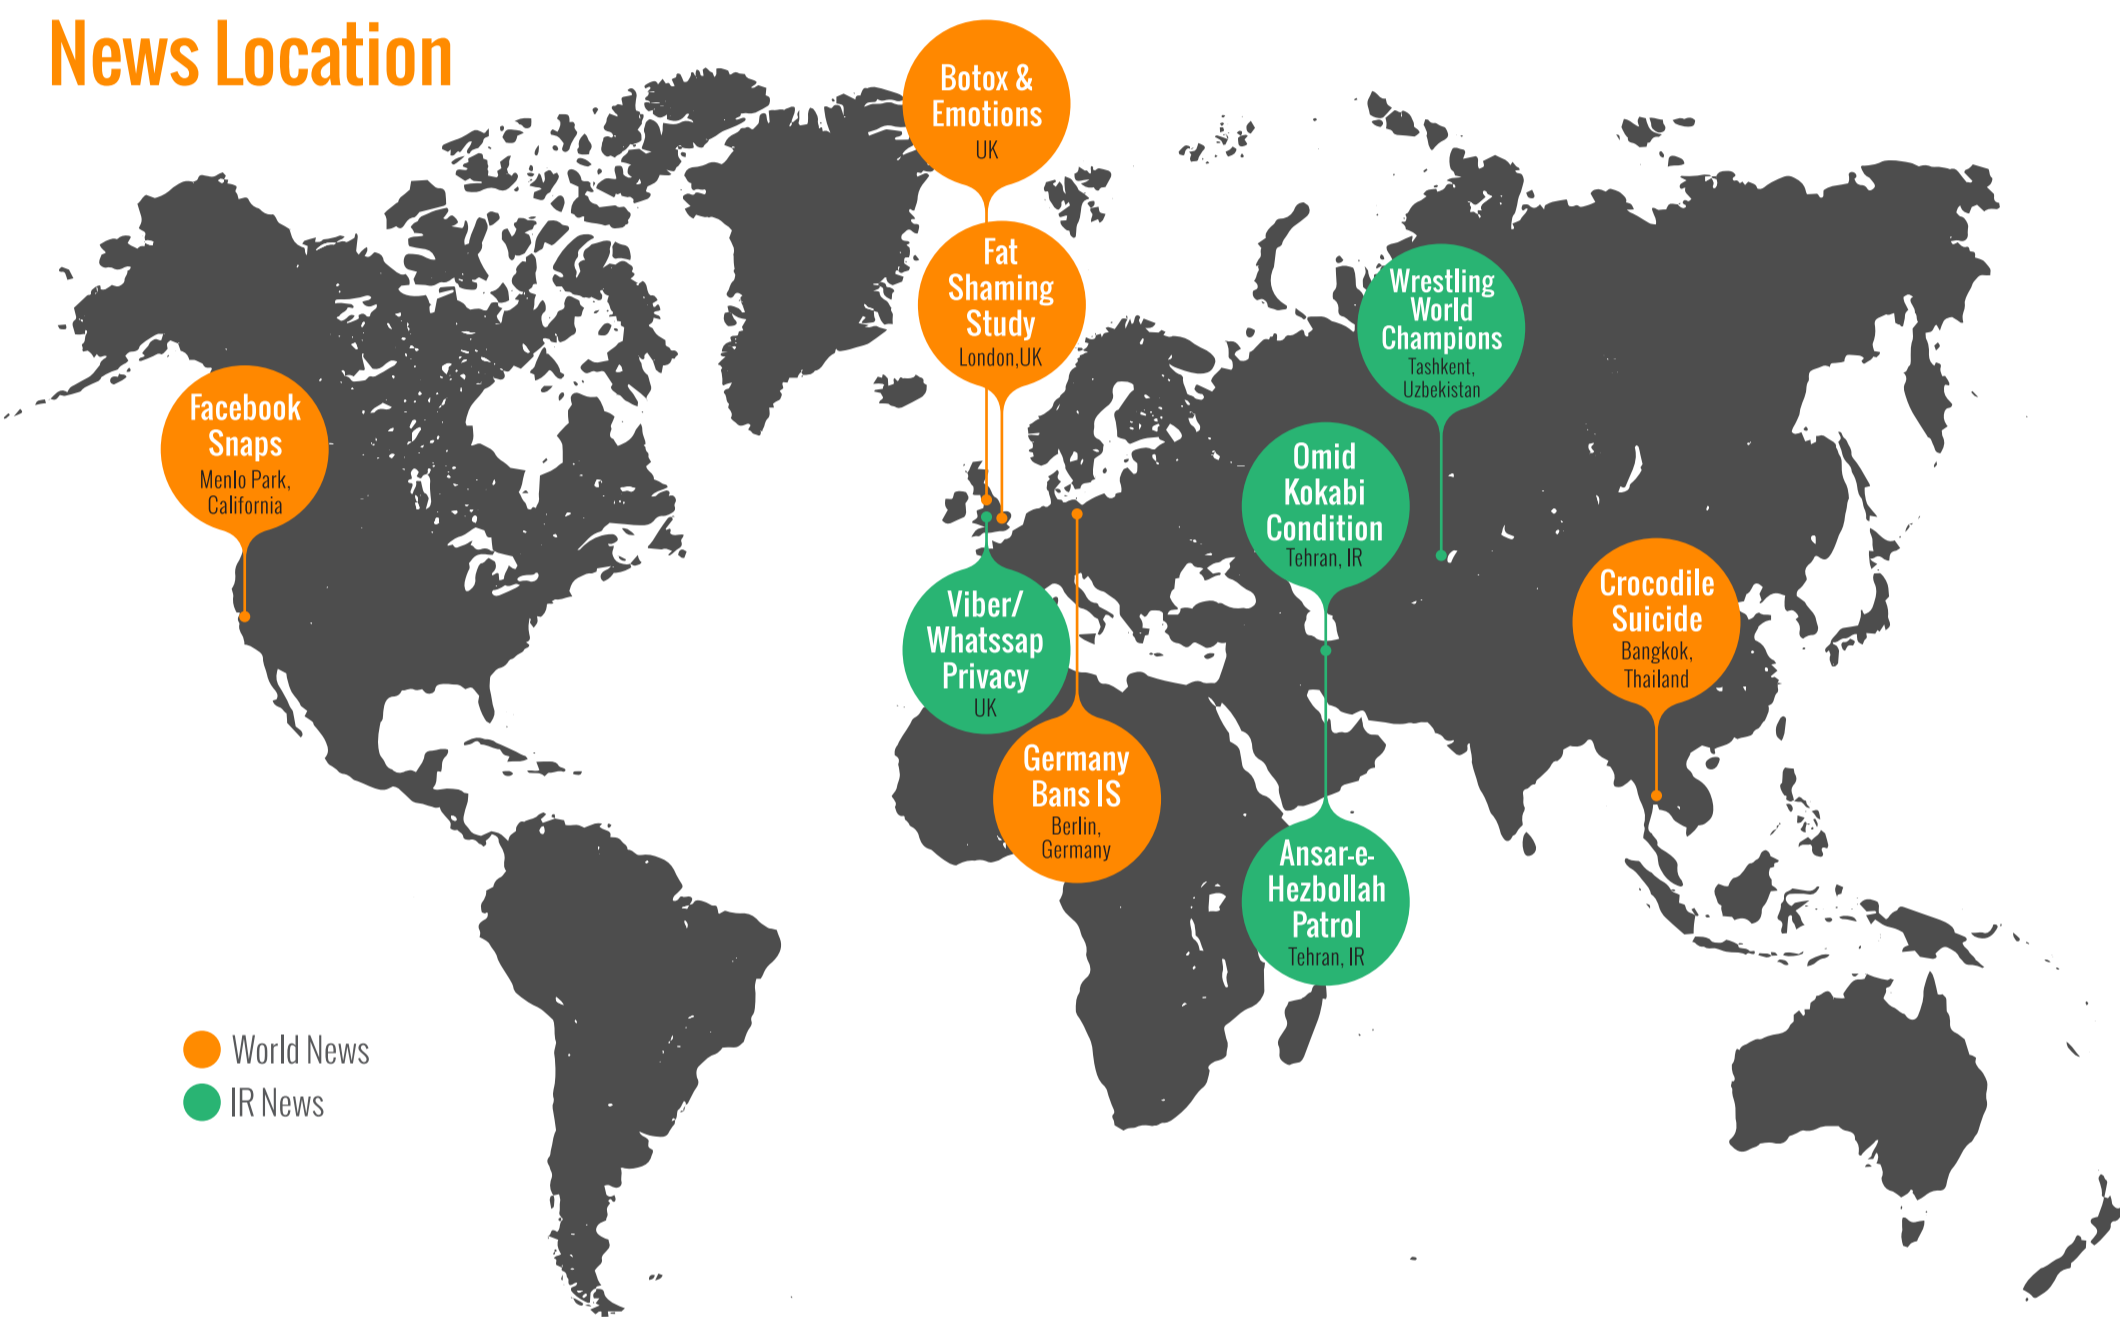 News Location
Botox &
Emotions
UK
Fat
Shaming
Study
London,UK
Wrestling
World
Champions
Tashkent,
Uzbekistan
Facebook
Snaps
Menlo Park,
California
Omid
Kokabi
Condition
Tehran, IR
Crocodile
Suicide
Bangkok,
Thailand
Viber/
Whatssap
Privacy
UK
Germany
Bans IS
Berlin,
Germany
Ansar-e-
Hezbollah
Patrol
Tehran, IR
World News
IR News